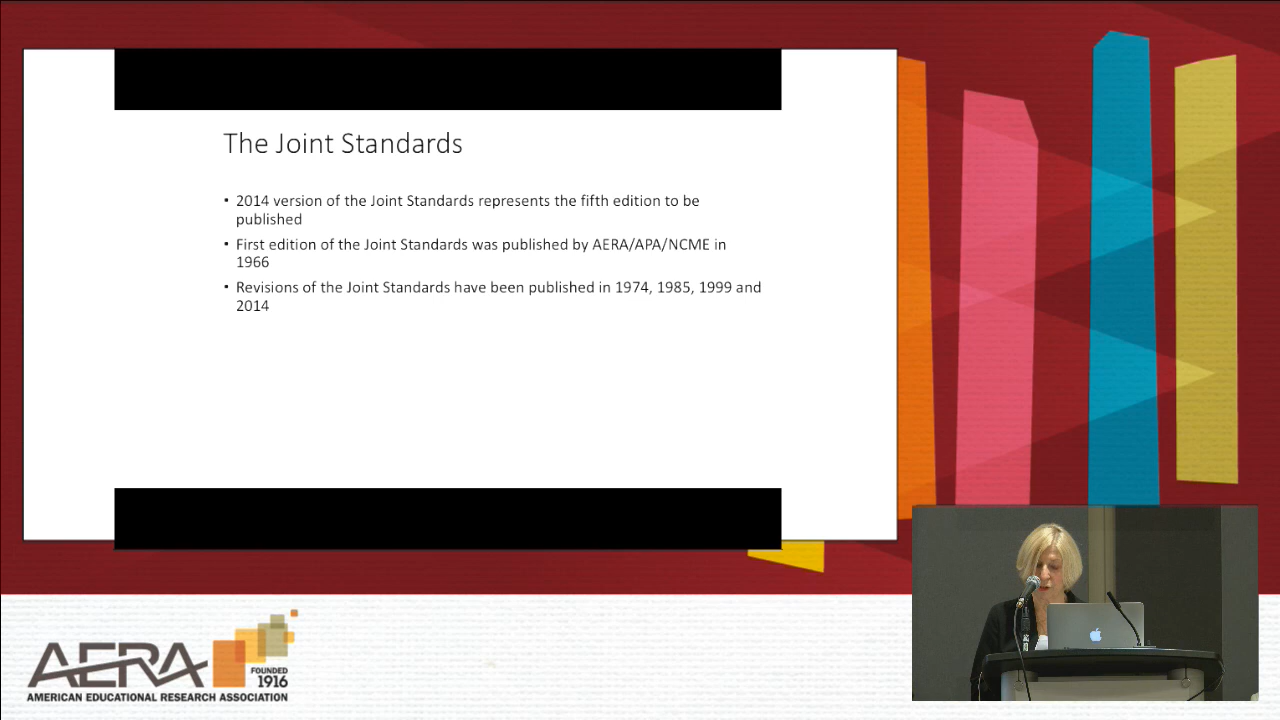 The Joint Standards
▪ 2014 version of the Joint Standards represents the fifth edition to be
published
▪ First edition of the Joint Standards was published by AERA/APA/NCME in
1966
▪ Revisions of the Joint Standards have been published in 1974, 1985, 1999 and
2014
AERA
FOUNDED
1916
AMERICAN EDUCATIONAL RESEARCH ASSOCIATION